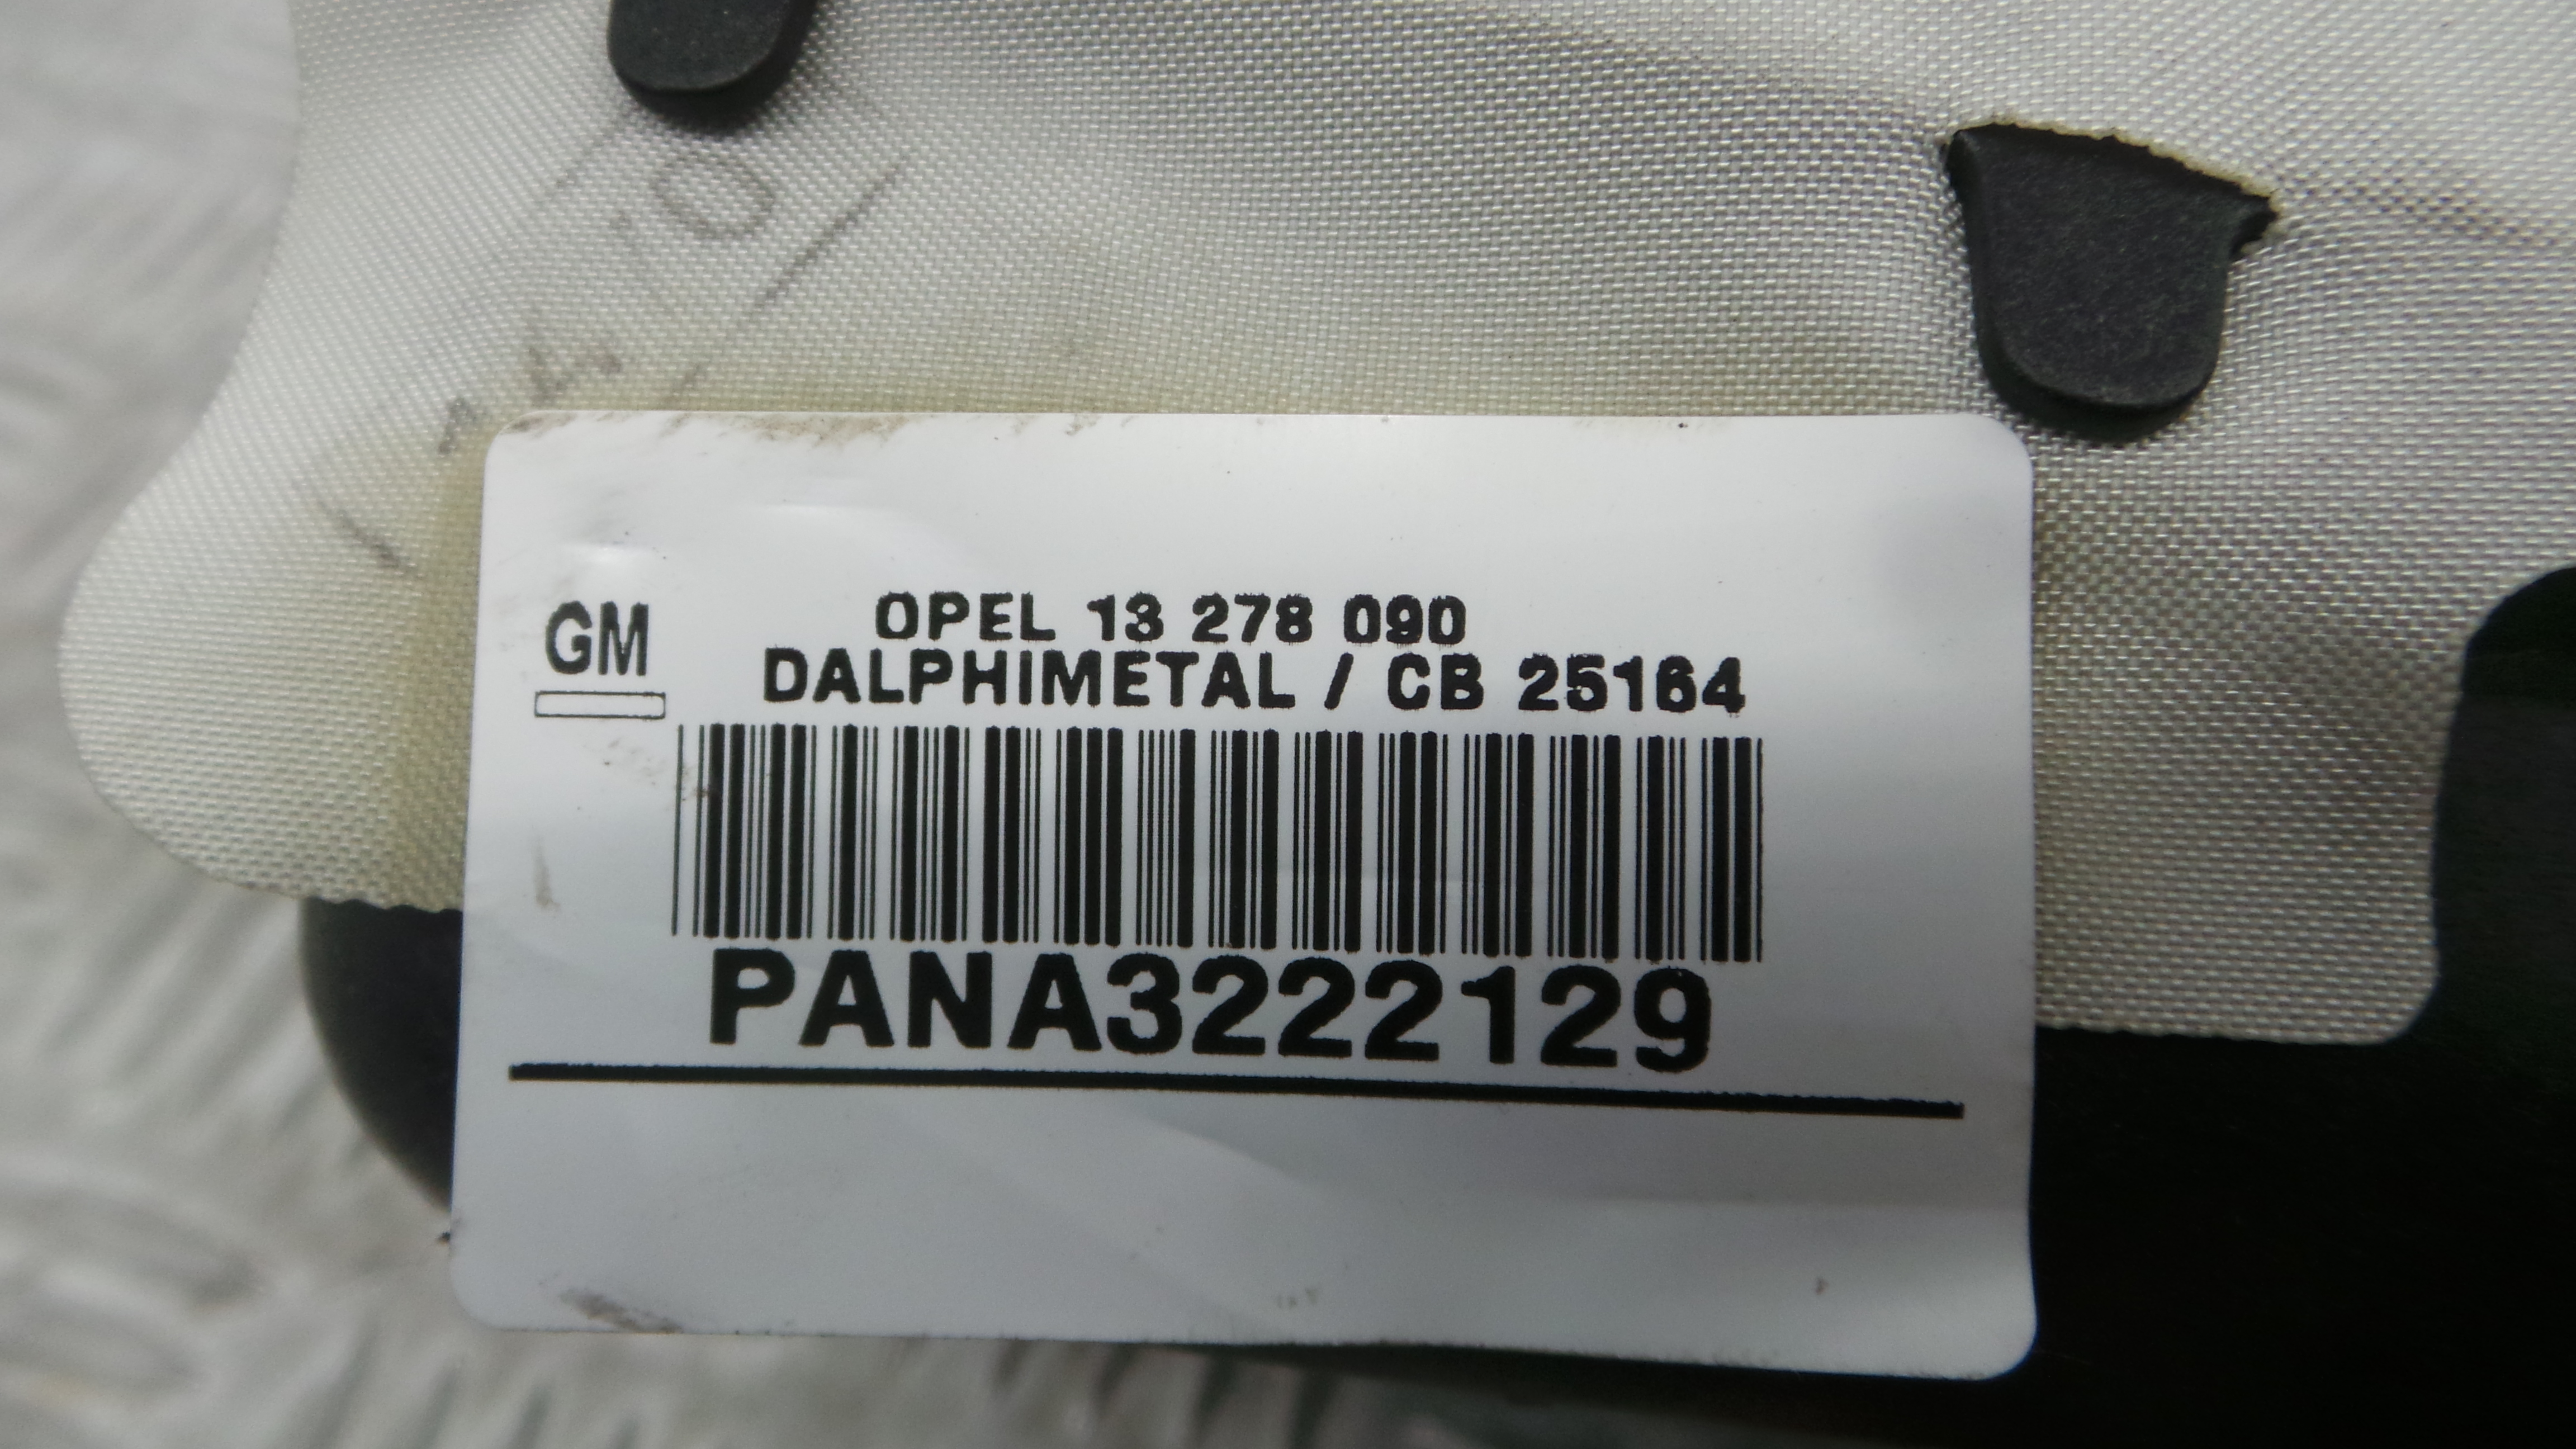 GM
OPEL 13 278 090
DALPHIMETAL / CB 25164
PANA3222129